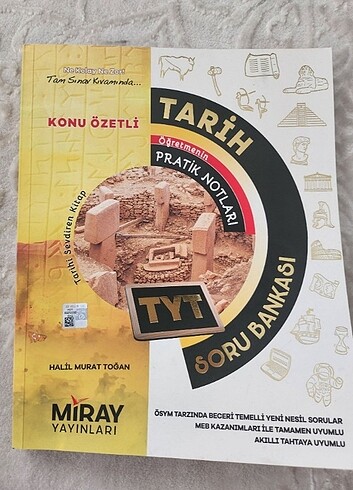 Ne Kolay Ne Zor!
Tam Sınav Kıvamında...
KONU ÖZETLİ
TARİH
Öğretmenin
PRATİK NOTLARI
Tarihi Sevdiren Kitap
TYT
SORU BANKASI
HALİL MURAT TOĞAN
MİRAY
YAYINLARI
ÖSYM TARZINDA BECERİ TEMELLİ YENİ NESİL SORULAR
MEB KAZANIMLARI İLE TAMAMEN UYUMLU
AKILLI TAHTAYA UYUMLU